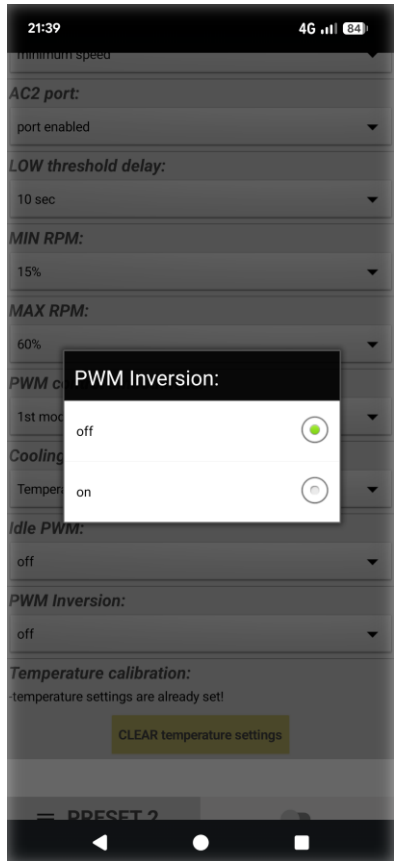 21:39 4G 84
minimum speed
AC2 port:
port enabled
LOW threshold delay:
10 sec
MIN RPM:
15%
MAX RPM:
60%
PWM Inversion:
off
on
PWM c
1st mod
Cooling
Temper
Idle PWM:
off
PWM Inversion:
off
Temperature calibration:
-temperature settings are already set!
CLEAR temperature settings
PRESET 2